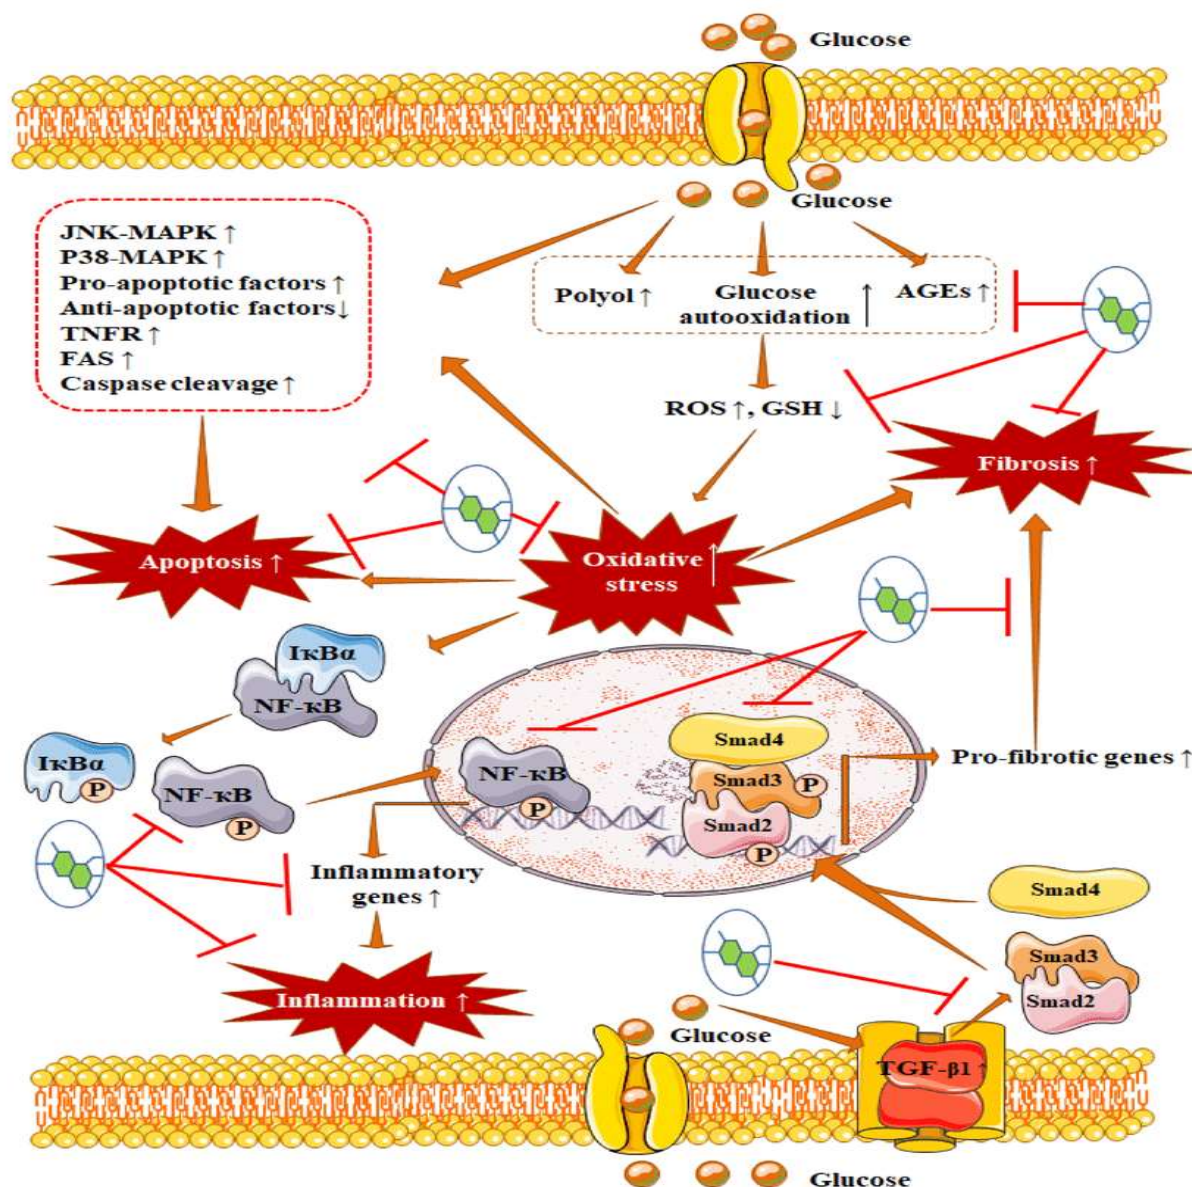 Glucose
Glucose
JNK-MAPK ↑
P38-MAPK ↑
Pro-apoptotic factors ↑
Anti-apoptotic factors↓
TNFR ↑
FAS ↑
Caspase cleavage ↑
Polyol ↑
Glucose
autooxidation ↑
AGEs ↑
ROS ↑, GSH ↓
Fibrosis ↑
Apoptosis ↑
Oxidative
stress ↑
IκBα
NF-κB
IκBα
P
NF-κB
P
NF-κB
P
Smad4
Smad3
P
Smad2
P
Pro-fibrotic genes ↑
Inflammatory
genes ↑
Smad4
Smad3
Smad2
Inflammation ↑
Glucose
TGF-β1 ↑
Glucose